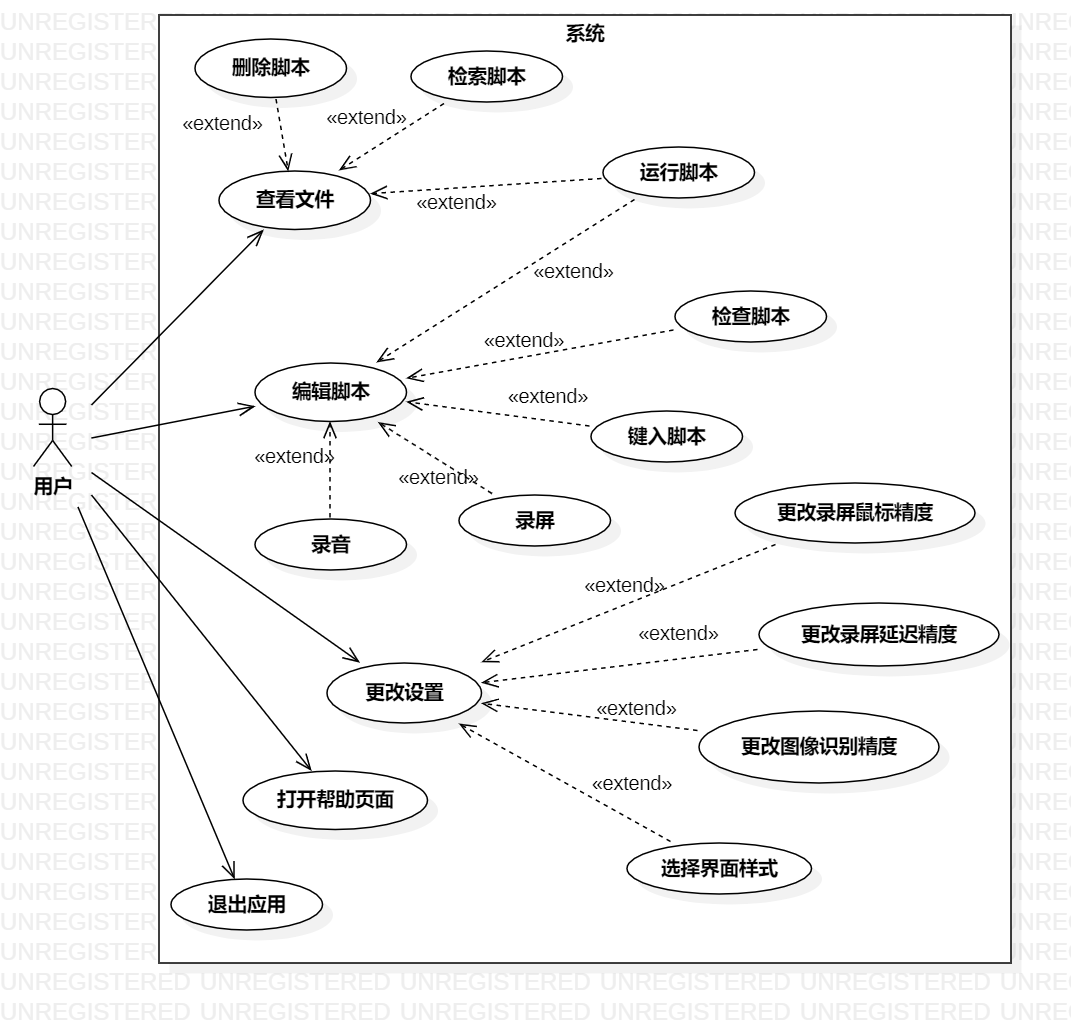 系统
删除脚本
检索脚本
«extend»
«extend»
运行脚本
查看文件
«extend»
«extend»
检查脚本
«extend»
编辑脚本
«extend»
键入脚本
«extend»
«extend»
用户
更改录屏鼠标精度
录屏
录音
«extend»
«extend»
更改录屏延迟精度
更改设置
«extend»
更改图像识别精度
«extend»
打开帮助页面
选择界面样式
退出应用
UNREGISTERED UNREGISTERED UNREGISTERED UNREGISTERED UNREGISTERED
UNREGISTERED UNREGISTERED UNREGISTERED UNREGISTERED UNREGISTERED